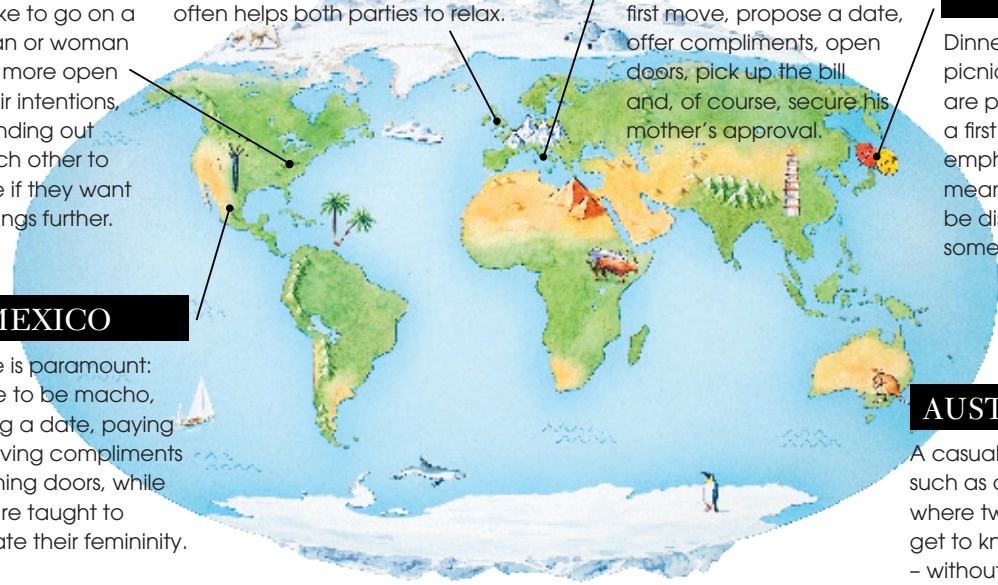 ke to go on a
an or woman
more open
ir intentions,
nding out
ch other to
e if they want
ngs further.
often helps both parties to relax.
first move, propose a date,
offer compliments, open
doors, pick up the bill
and, of course, secure his
mother's approval.
Dinne
picnic
are p
a first
emph
mean
be dis
some
MEXICO
e is paramount:
e to be macho,
g a date, paying
ving compliments
ning doors, while
re taught to
ate their femininity.
AUST
A casual
such as a
where tw
get to kn
– without